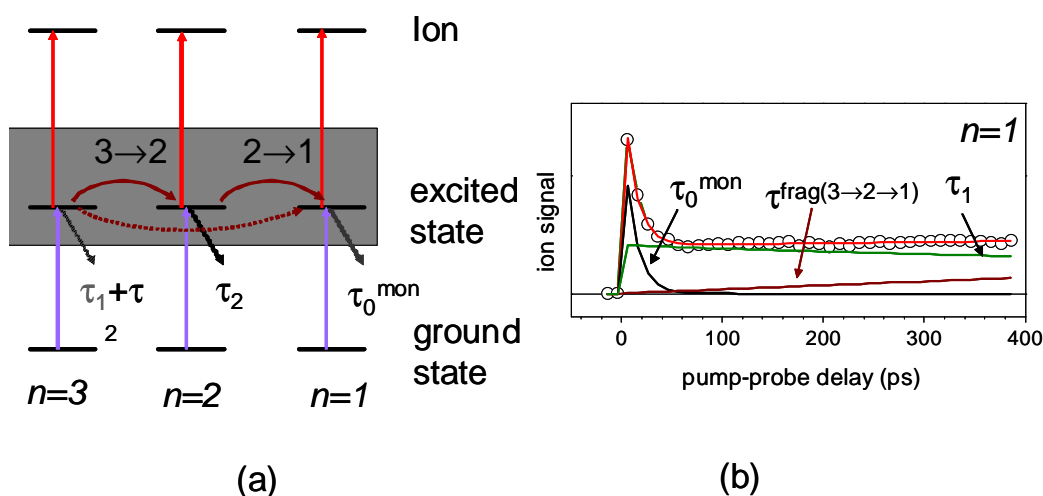 Ion
3→2
2→1
excited
state
τ₁+τ
2
τ₂
τ₀ᵐᵒⁿ
ground
state
n=3
n=2
n=1
(a)
n=1
τ₀ᵐᵒⁿ
τᶠʳᵃᵍ⁽³→²→¹⁾
τ₁
ion signal
0
100
200
300
400
pump-probe delay (ps)
(b)